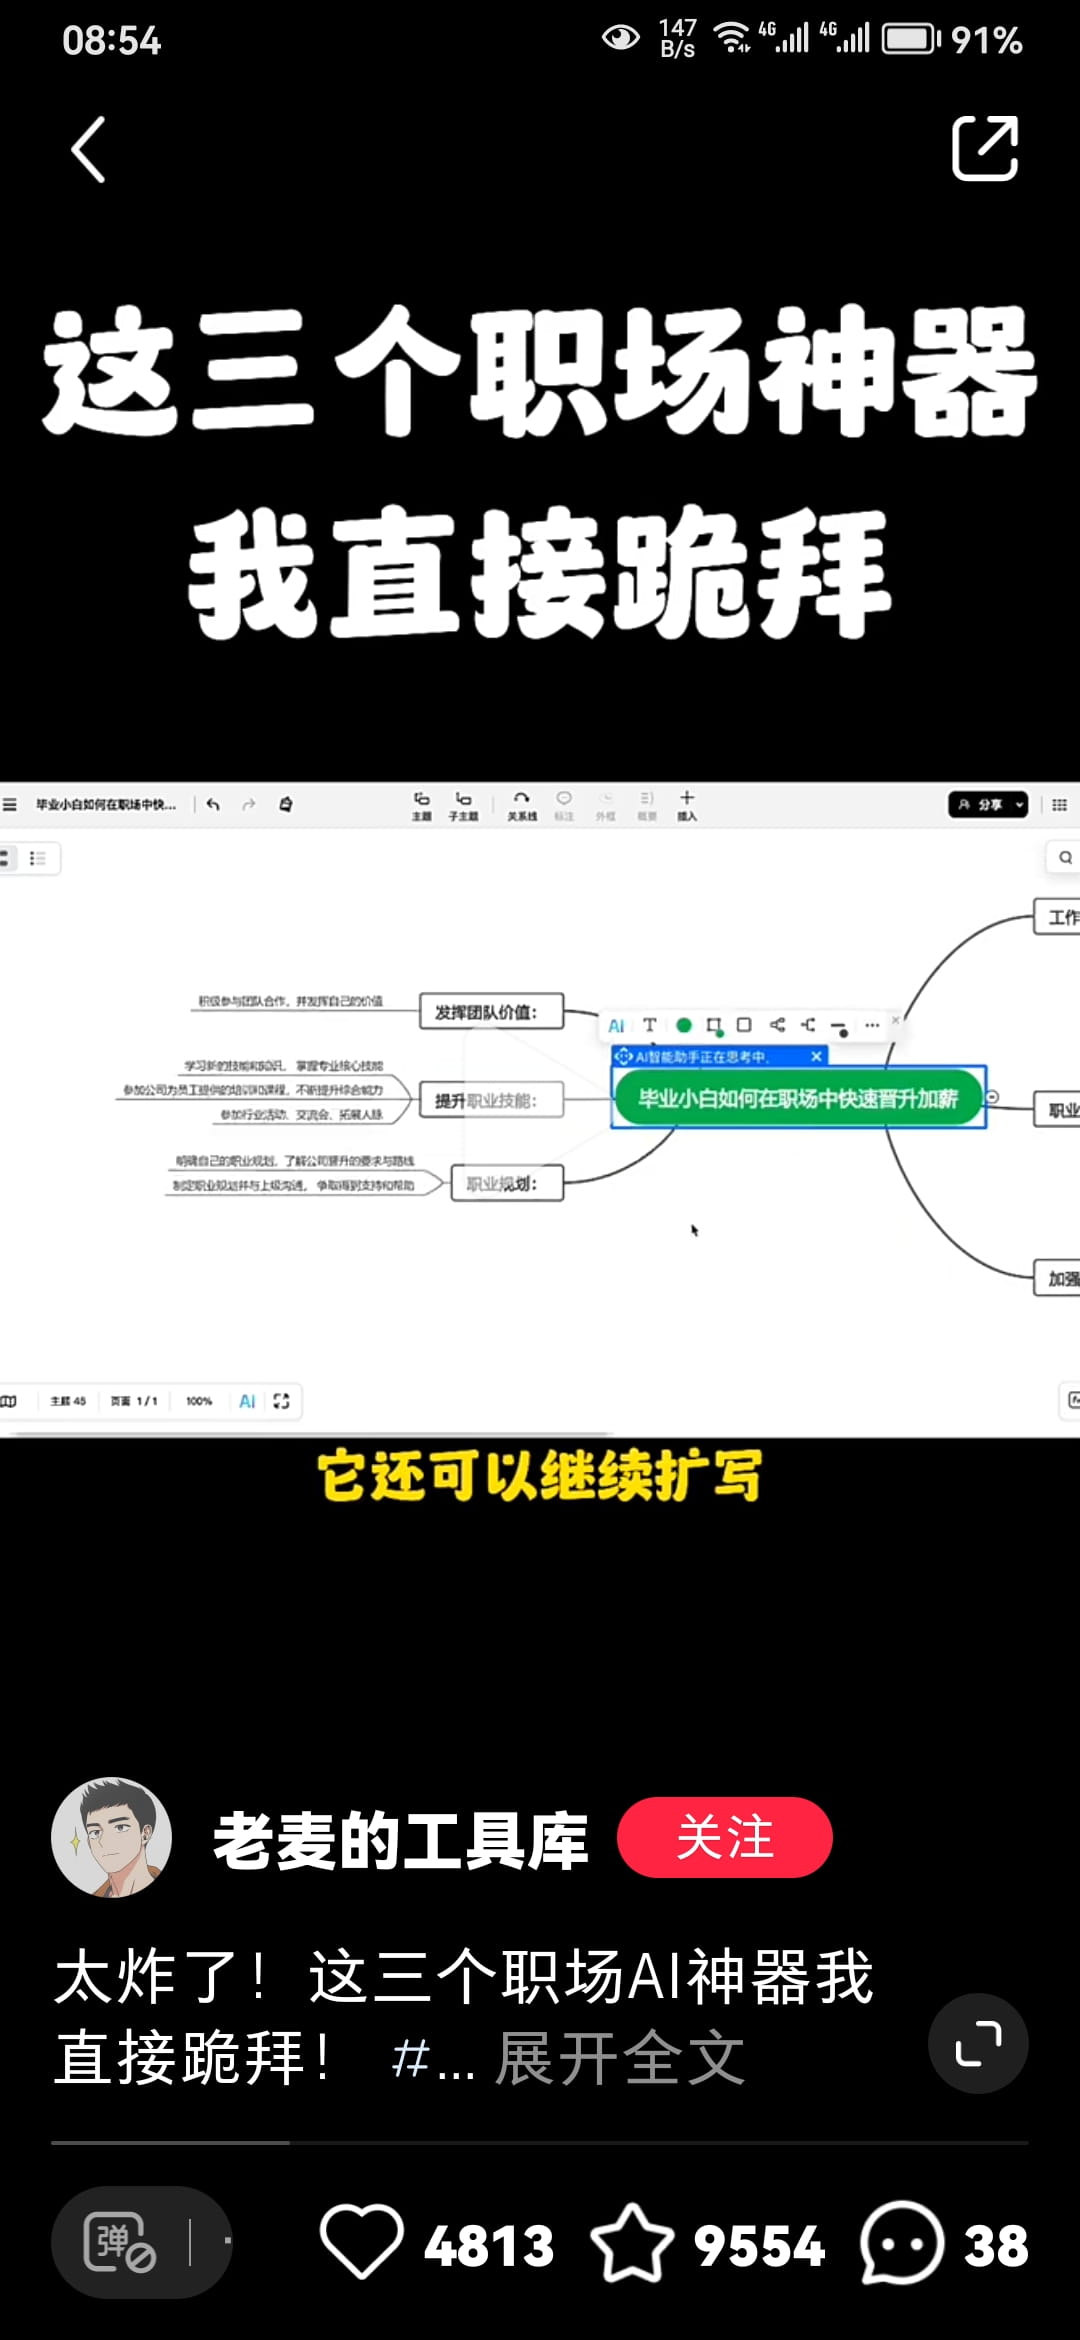 08:54
147 B/s
4G
4G
91%
这三个职场神器
我直接跪拜
毕业小白如何在职场中快...
主题
子主题
关系线
标注
外框
概要
插入
分享
工作
积极参与团队合作，并发挥自己的价值
发挥团队价值：
AI
T
AI智能助手正在思考中.
学习新的技能和知识，掌握专业核心技能
参加公司为员工提供的培训和课程，不断提升综合能力
参加行业活动、交流会、拓展人脉
提升职业技能：
毕业小白如何在职场中快速晋升加薪
职业
明确自己的职业规划，了解公司晋升的要求与路线
制定职业规划并与上级沟通，争取得到支持和帮助
职业规划：
加强
主题 45
页面 1 / 1
100%
AI
它还可以继续扩写
老麦的工具库
关注
太炸了！这三个职场AI神器我
直接跪拜！ #... 展开全文
弹
4813
9554
38